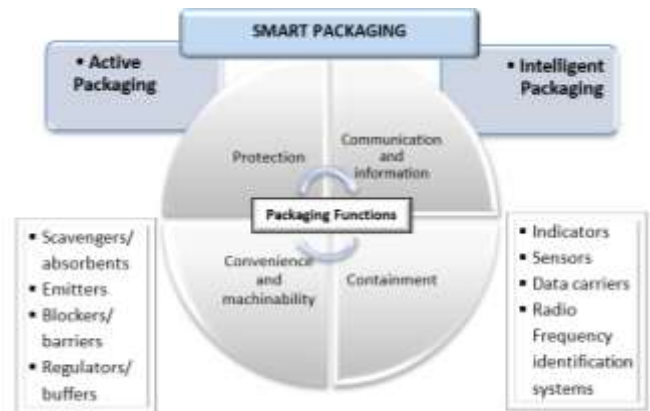 SMART PACKAGING
▪ Active
Packaging
▪ Intelligent
Packaging
Protection
Communication
and
information
Packaging Functions
Convenience
and
machinability
Containment
▪ Scavengers/
absorbents
▪ Emitters
▪ Blockers/
barriers
▪ Regulators/
buffers
▪ Indicators
▪ Sensors
▪ Data carriers
▪ Radio
Frequency
identification
systems